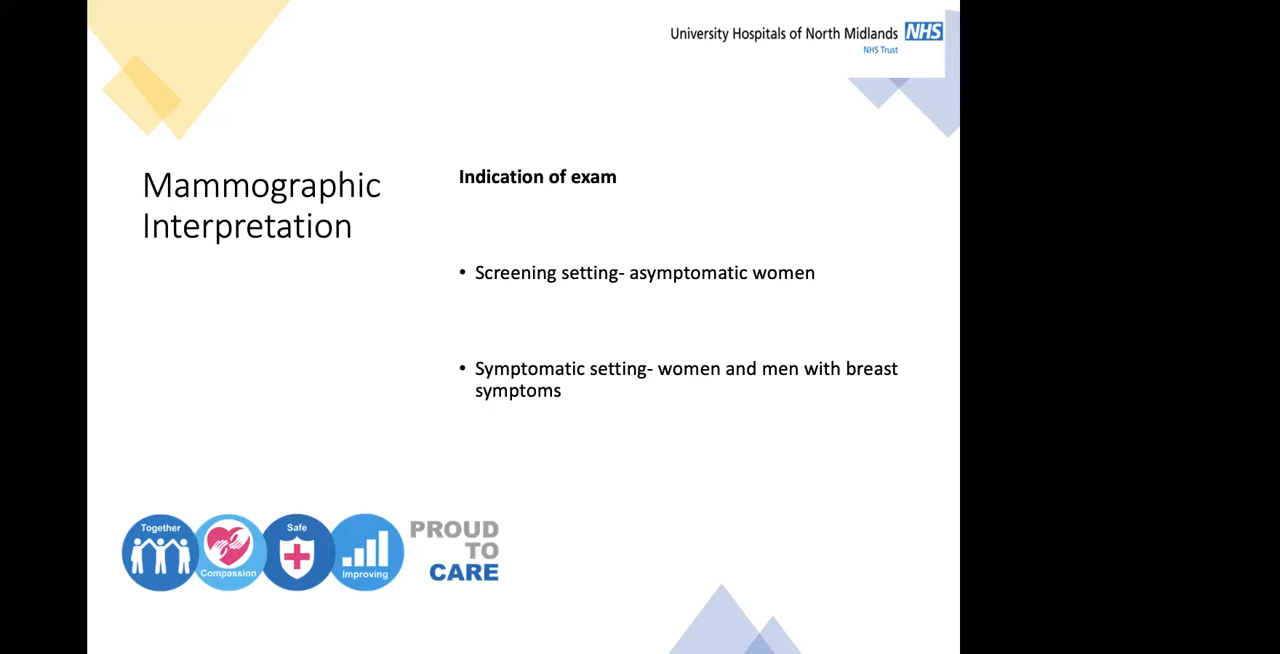 University Hospitals of North Midlands NHS
NHS Trust
Mammographic
Interpretation
Indication of exam
• Screening setting- asymptomatic women
• Symptomatic setting- women and men with breast
symptoms
Together
Compassion
Safe
Improving
PROUD
TO
CARE